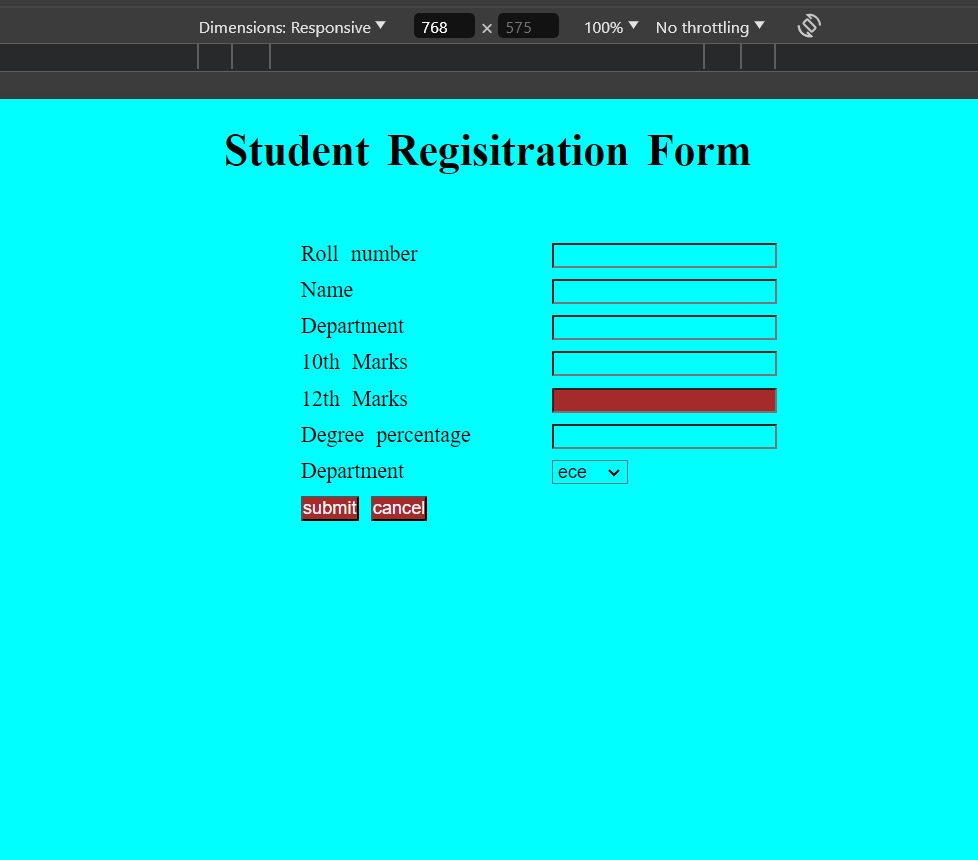 Dimensions: Responsive 768 × 575 100% No throttling
Student Regisitration Form
Roll number
Name
Department
10th Marks
12th Marks
Degree percentage
Department ece
submit cancel